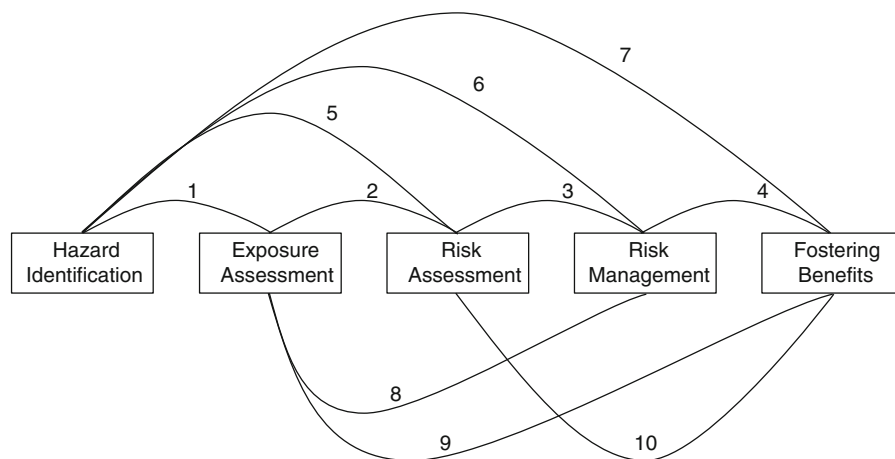 7
6
5
1
2
3
4
Hazard
Identification
Exposure
Assessment
Risk
Assessment
Risk
Management
Fostering
Benefits
8
9
10